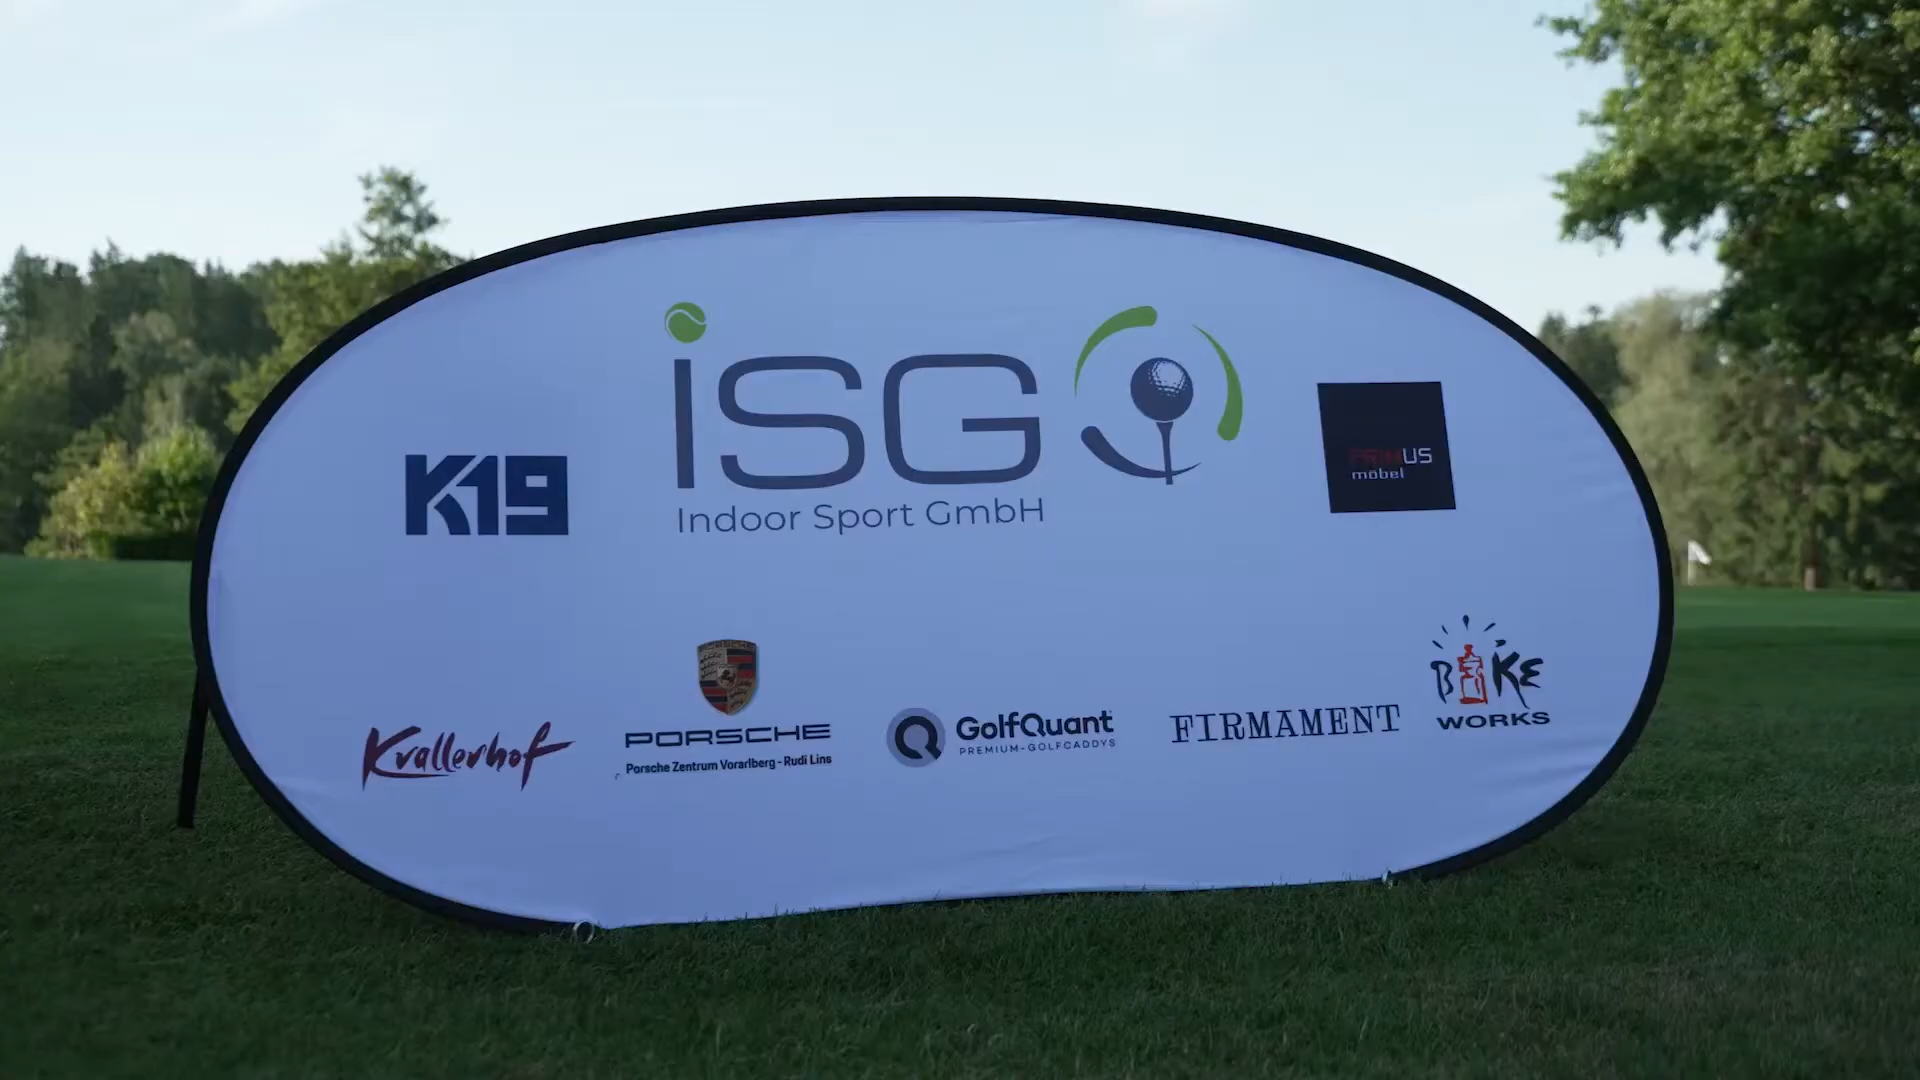 iSG
Indoor Sport GmbH
K19
PRIMUS
möbel
Krallerhof
PORSCHE
PORSCHE
Porsche Zentrum Vorarlberg - Rudi Lins
GolfQuant
PREMIUM-GOLFCADDYS
FIRMAMENT
BIKE
WORKS